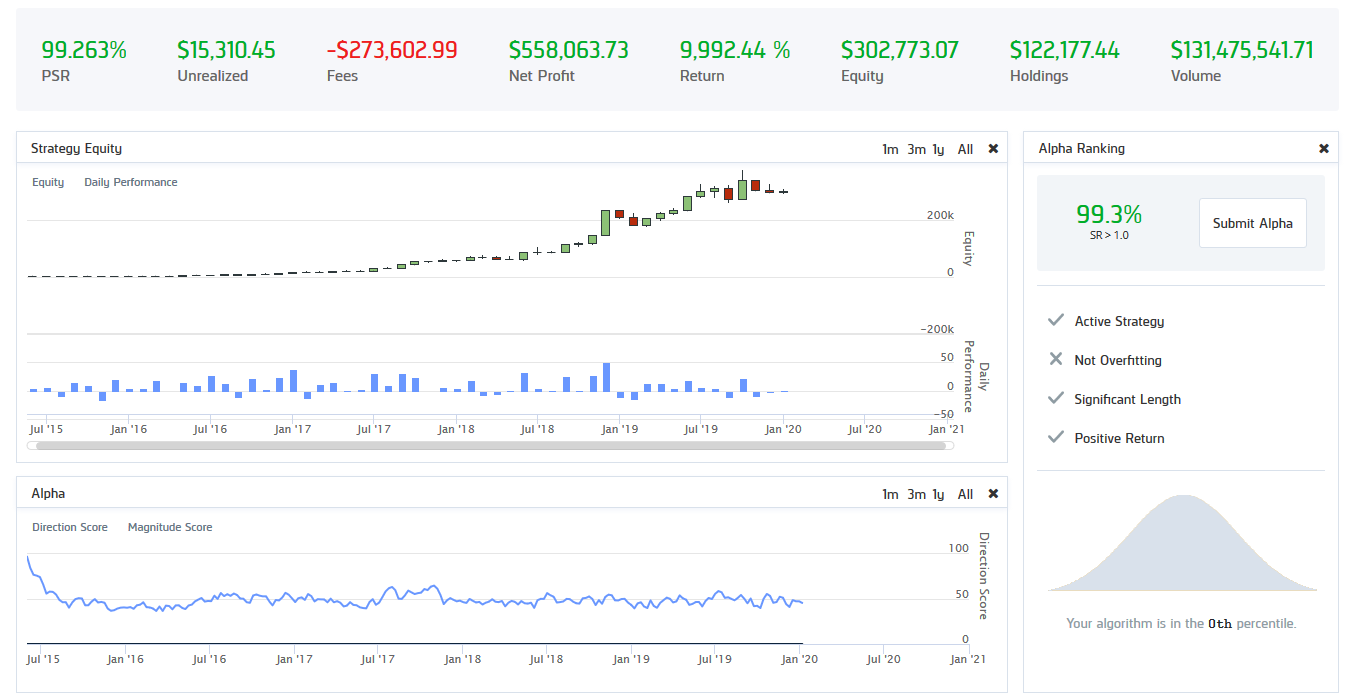 99.263% $15,310.45 -$273,602.99 $558,063.73 9,992.44 % $302,773.07 $122,177.44 $131,475,541.71
PSR Unrealized Fees Net Profit Return Equity Holdings Volume
Strategy Equity 1m 3m 1y All ✖
Equity Daily Performance
200k
0
-200k
Equity
50
0
-50
Daily
Performance
Jul '15 Jan '16 Jul '16 Jan '17 Jul '17 Jan '18 Jul '18 Jan '19 Jul '19 Jan '20 Jul '20 Jan '21
Alpha 1m 3m 1y All ✖
Direction Score Magnitude Score
100
50
0
Direction Score
Jul '15 Jan '16 Jul '16 Jan '17 Jul '17 Jan '18 Jul '18 Jan '19 Jul '19 Jan '20 Jul '20 Jan '21
Alpha Ranking ✖
99.3%
SR > 1.0
Submit Alpha
Active Strategy
Not Overfitting
Significant Length
Positive Return
Your algorithm is in the 0th percentile.